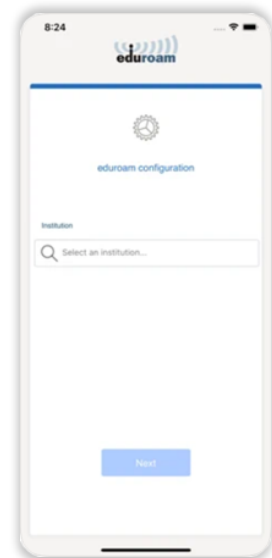 8:24
eduroam
eduroam configuration
Institution
Select an institution...
Next